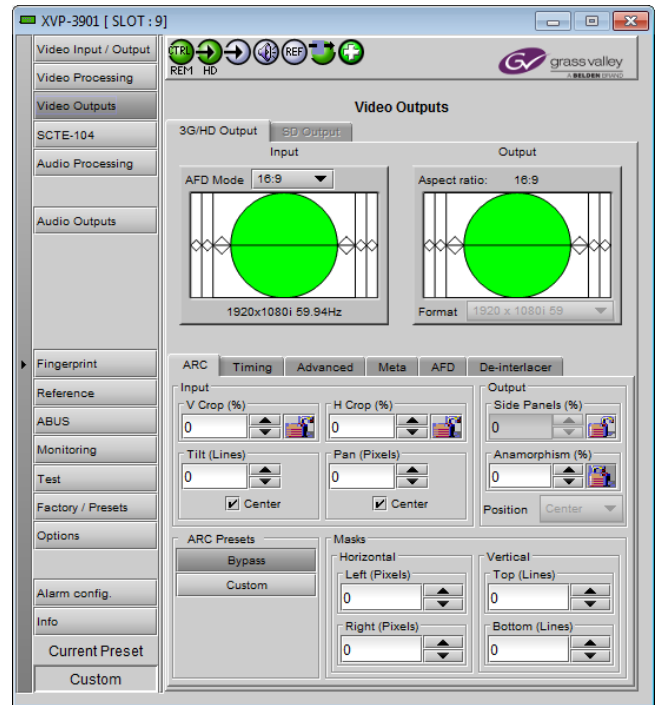 XVP-3901 [ SLOT : 9]
Video Input / Output
Video Processing
Video Outputs
SCTE-104
Audio Processing
Audio Outputs
Fingerprint
Reference
ABUS
Monitoring
Test
Factory / Presets
Options
Alarm config.
Info
Current Preset
Custom
CTRL
REF
REM HD
grass valley
A BELDEN BRAND
Video Outputs
3G/HD Output SD Output
Input Output
AFD Mode 16:9
Aspect ratio: 16:9
1920x1080i 59.94Hz
Format 1920 x 1080i 59
ARC Timing Advanced Meta AFD De-interlacer
Input
V Crop (%)
0
H Crop (%)
0
Tilt (Lines)
0
Center
Pan (Pixels)
0
Center
Output
Side Panels (%)
0
Anamorphism (%)
0
Position Center
ARC Presets
Bypass
Custom
Masks
Horizontal
Left (Pixels)
0
Right (Pixels)
0
Vertical
Top (Lines)
0
Bottom (Lines)
0